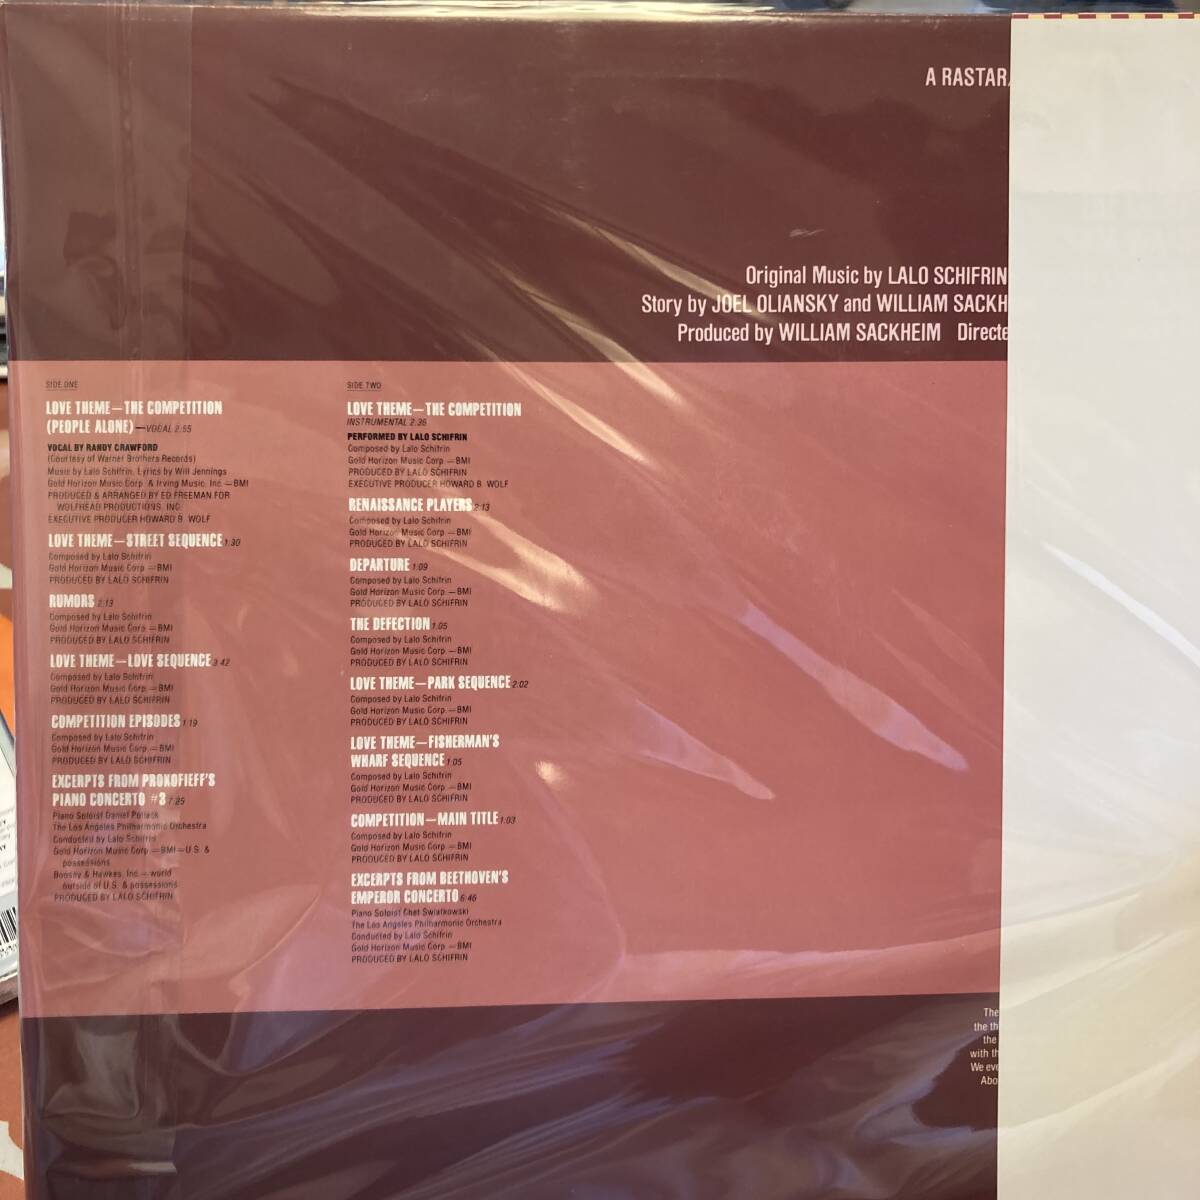 A RASTAR
Original Music by LALO SCHIFRIN
Story by JOEL OLIANSKY and WILLIAM SACKH
Produced by WILLIAM SACKHEIM Directe
SIDE ONE
LOVE THEME—THE COMPETITION
(PEOPLE ALONE)—VOCAL 2:55
VOCAL BY RANDY CRAWFORD
(Courtesy of Warner Brothers Records)
Music by Lalo Schifrin, Lyrics by Will Jennings
Gold Horizon Music Corp. & Irving Music, Inc.—BMI
PRODUCED & ARRANGED BY ED FREEMAN FOR
WOLFHEAD PRODUCTIONS, INC.
EXECUTIVE PRODUCER HOWARD B. WOLF
LOVE THEME—STREET SEQUENCE 1:30
Composed by Lalo Schifrin
Gold Horizon Music Corp.—BMI
PRODUCED BY LALO SCHIFRIN
RUMORS 2:13
Composed by Lalo Schifrin
Gold Horizon Music Corp.—BMI
PRODUCED BY LALO SCHIFRIN
LOVE THEME—LOVE SEQUENCE 3:42
Composed by Lalo Schifrin
Gold Horizon Music Corp.—BMI
PRODUCED BY LALO SCHIFRIN
COMPETITION EPISODES 1:19
Composed by Lalo Schifrin
Gold Horizon Music Corp.—BMI
PRODUCED BY LALO SCHIFRIN
EXCERPTS FROM PROKOFIEFF'S
PIANO CONCERTO #3 7:25
Piano Soloist Daniel Pollack
The Los Angeles Philharmonic Orchestra
Conducted by Lalo Schifrin
Gold Horizon Music Corp.—BMI—U.S. &
possessions
Boosey & Hawkes, Inc.—world
outside of U.S. & possessions
PRODUCED BY LALO SCHIFRIN
SIDE TWO
LOVE THEME—THE COMPETITION
INSTRUMENTAL 2:36
PERFORMED BY LALO SCHIFRIN
Composed by Lalo Schifrin
Gold Horizon Music Corp.—BMI
PRODUCED BY LALO SCHIFRIN
EXECUTIVE PRODUCER HOWARD B. WOLF
RENAISSANCE PLAYERS 2:13
Composed by Lalo Schifrin
Gold Horizon Music Corp.—BMI
PRODUCED BY LALO SCHIFRIN
DEPARTURE 1:09
Composed by Lalo Schifrin
Gold Horizon Music Corp.—BMI
PRODUCED BY LALO SCHIFRIN
THE DEFECTION 1:05
Composed by Lalo Schifrin
Gold Horizon Music Corp.—BMI
PRODUCED BY LALO SCHIFRIN
LOVE THEME—PARK SEQUENCE 2:02
Composed by Lalo Schifrin
Gold Horizon Music Corp.—BMI
PRODUCED BY LALO SCHIFRIN
LOVE THEME—FISHERMAN'S
WHARF SEQUENCE 1:05
Composed by Lalo Schifrin
Gold Horizon Music Corp.—BMI
PRODUCED BY LALO SCHIFRIN
COMPETITION—MAIN TITLE 1:03
Composed by Lalo Schifrin
Gold Horizon Music Corp.—BMI
PRODUCED BY LALO SCHIFRIN
EXCERPTS FROM BEETHOVEN'S
EMPEROR CONCERTO 6:46
Piano Soloist Chet Swiatkowski
The Los Angeles Philharmonic Orchestra
Conducted by Lalo Schifrin
Gold Horizon Music Corp.—BMI
PRODUCED BY LALO SCHIFRIN
The
the th
the
with th
We eve
Abo